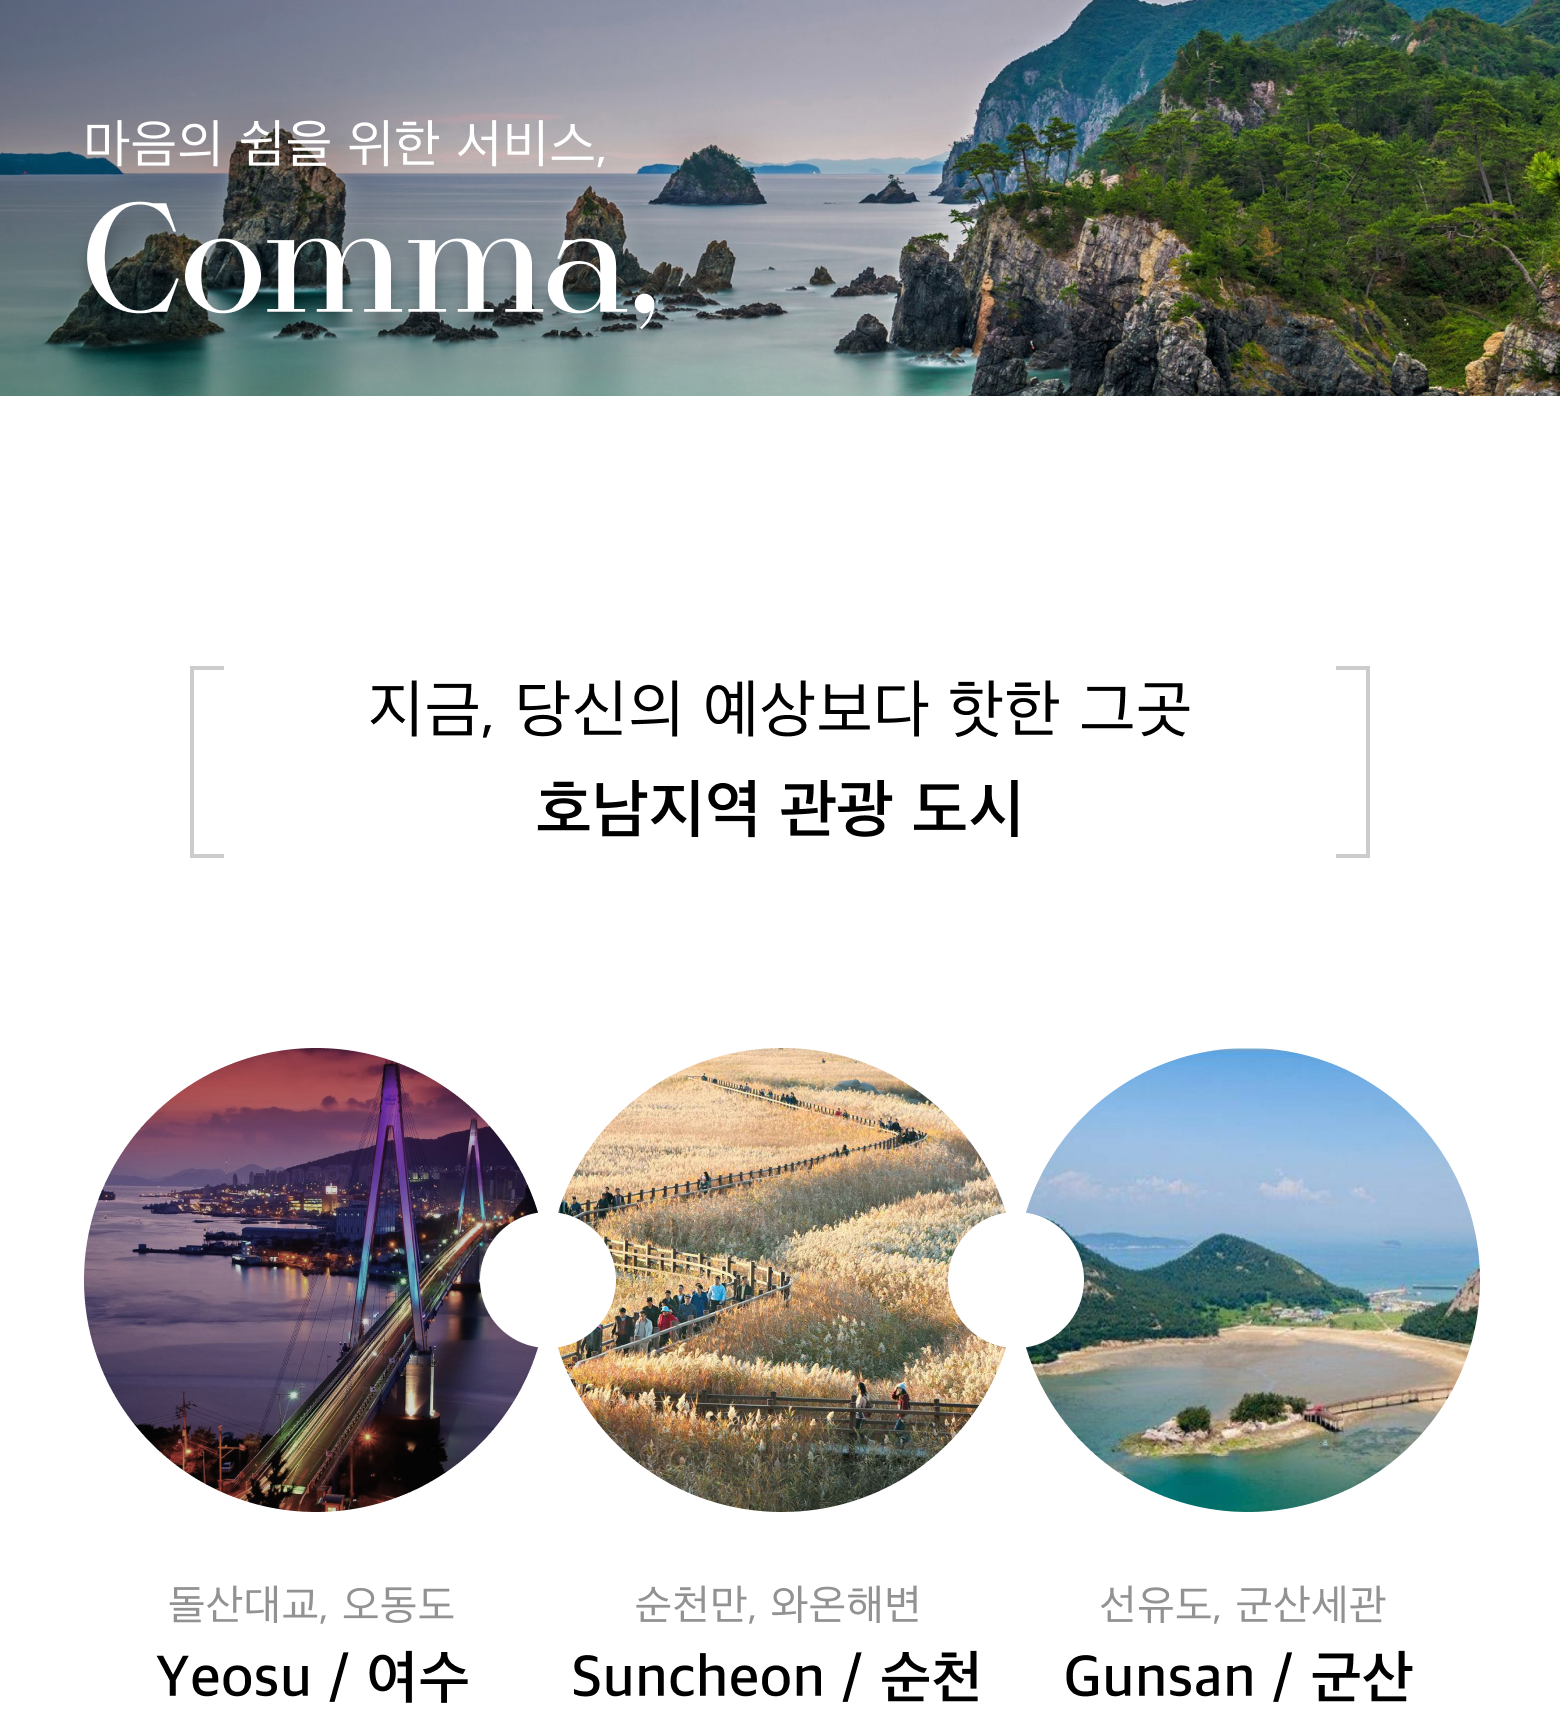 마음의 쉼을 위한 서비스,
Comma,
지금, 당신의 예상보다 핫한 그곳
호남지역 관광 도시
돌산대교, 오동도
Yeosu / 여수
순천만, 와온해변
Suncheon / 순천
선유도, 군산세관
Gunsan / 군산